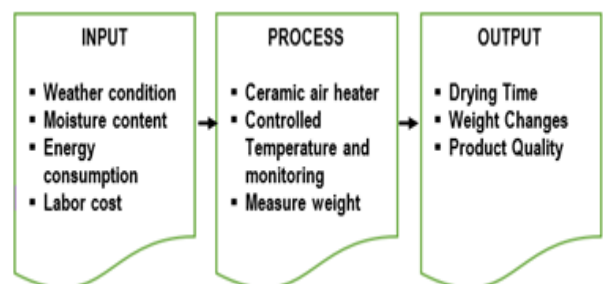 INPUT
▪ Weather condition
▪ Moisture content
▪ Energy
consumption
▪ Labor cost
PROCESS
▪ Ceramic air heater
▪ Controlled
Temperature and
monitoring
▪ Measure weight
OUTPUT
▪ Drying Time
▪ Weight Changes
▪ Product Quality